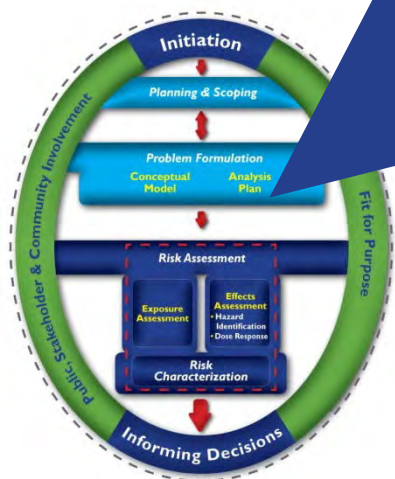 Initiation
Planning & Scoping
Public, Stakeholder & Community Involvement
Fit for Purpose
Problem Formulation
Conceptual
Model
Analysis
Plan
Risk Assessment
Exposure
Assessment
Effects
Assessment
• Hazard
Identification
• Dose Response
Risk
Characterization
Informing Decisions